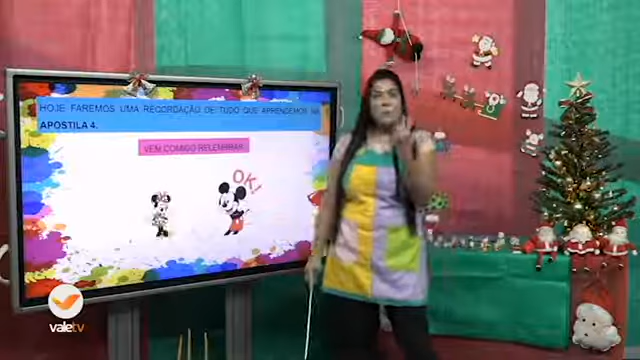 HOJE FAREMOS UMA RECORDAÇÃO DE TUDO QUE APRENDEMOS NA
APOSTILA 4.
VEM COMIGO RELEMBRAR!
OK!
valetv